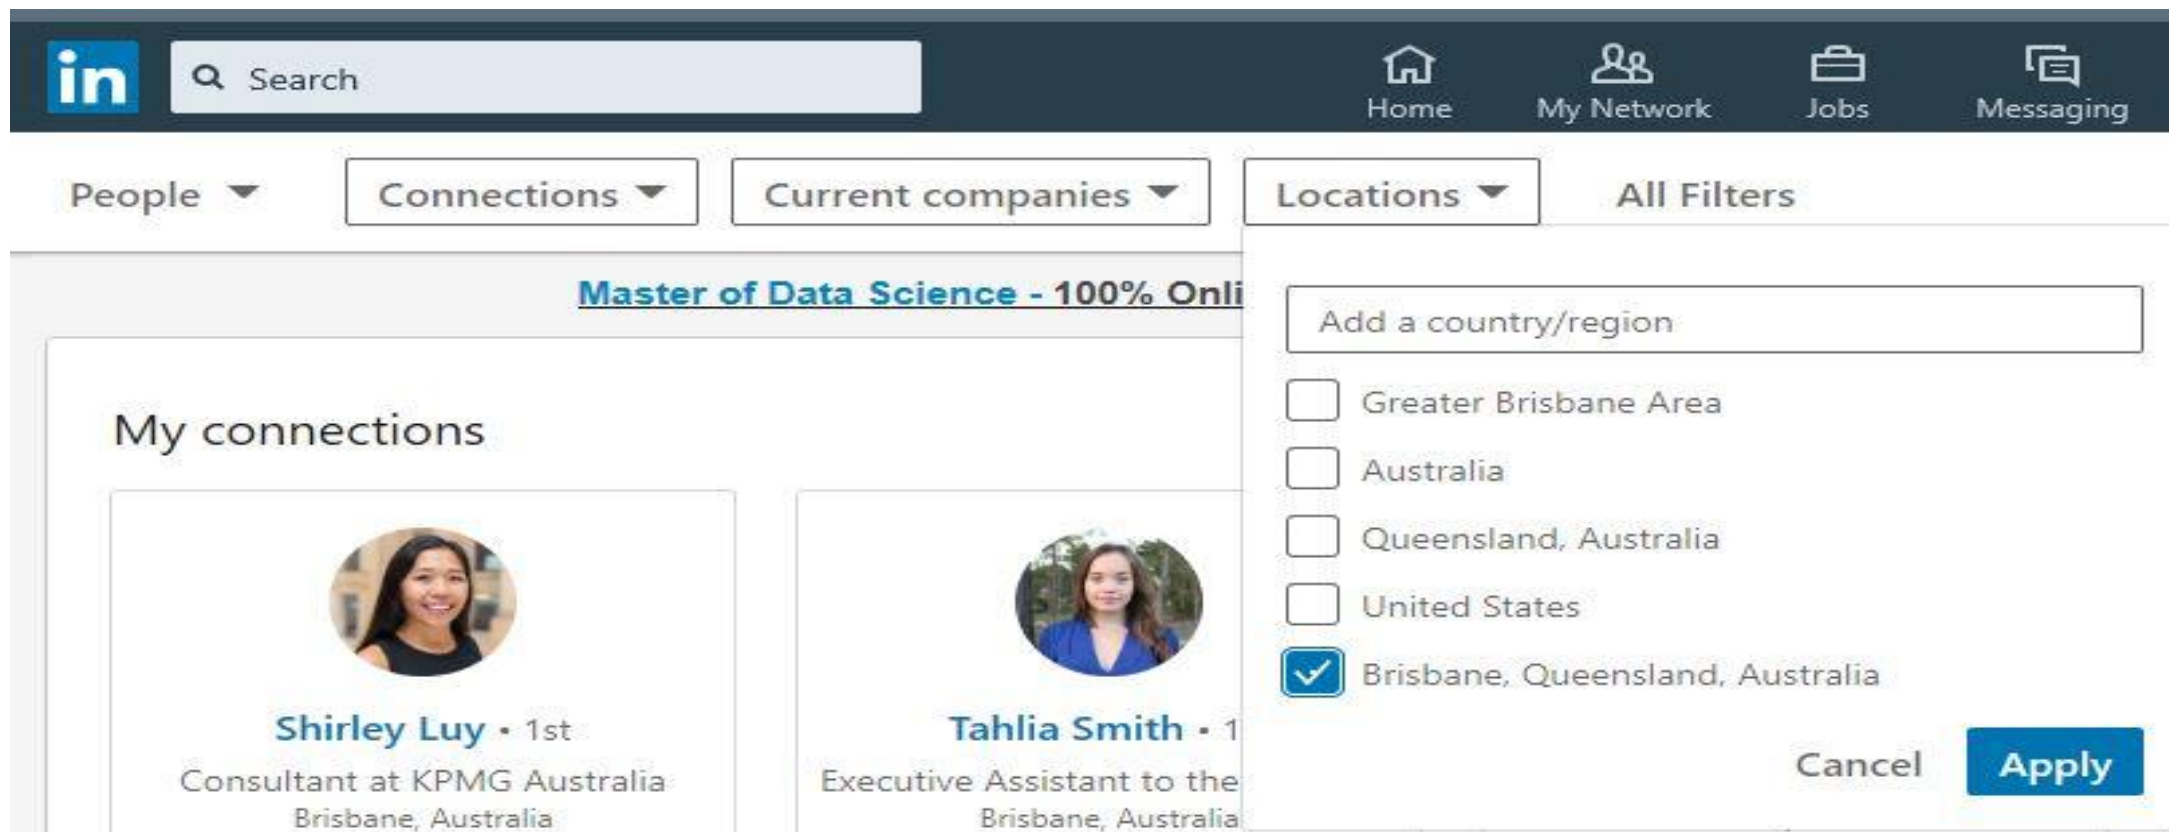 in
Search
Home
My Network
Jobs
Messaging
People
Connections
Current companies
Locations
All Filters
Master of Data Science - 100% Onli
Add a country/region
Greater Brisbane Area
Australia
Queensland, Australia
United States
Brisbane, Queensland, Australia
Cancel
Apply
My connections
Shirley Luy • 1st
Consultant at KPMG Australia
Brisbane, Australia
Tahlia Smith • 1
Executive Assistant to the
Brisbane, Australia